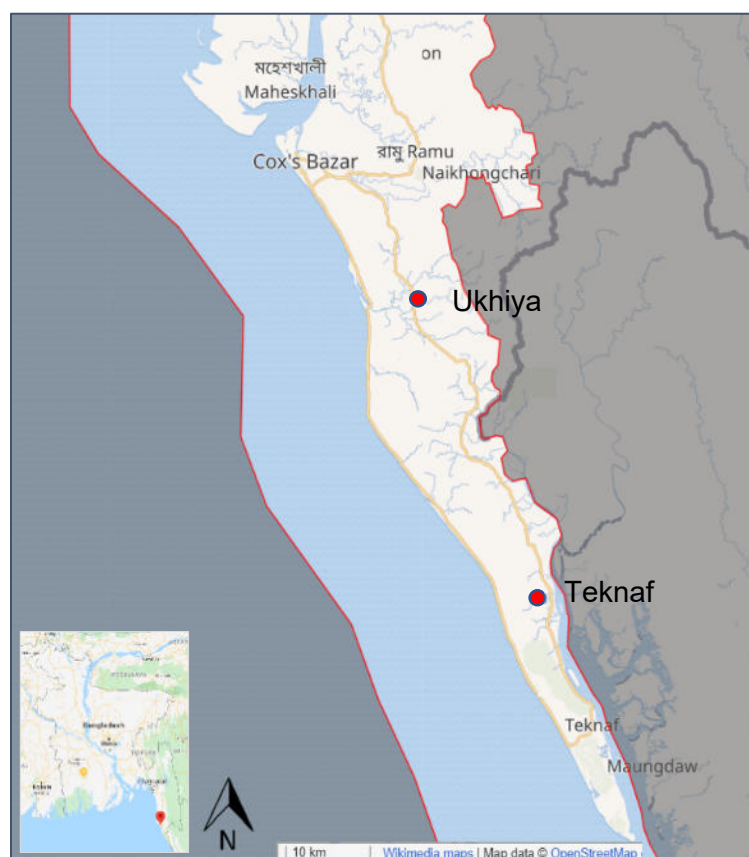 মহেশখালী
Maheskhali
on
Cox's Bazar
রামু Ramu
Naikhongchari
Ukhiya
Teknaf
Teknaf
Maungdaw
Bangladesh
N
10 km
Wikimedia maps | Map data © OpenStreetMap